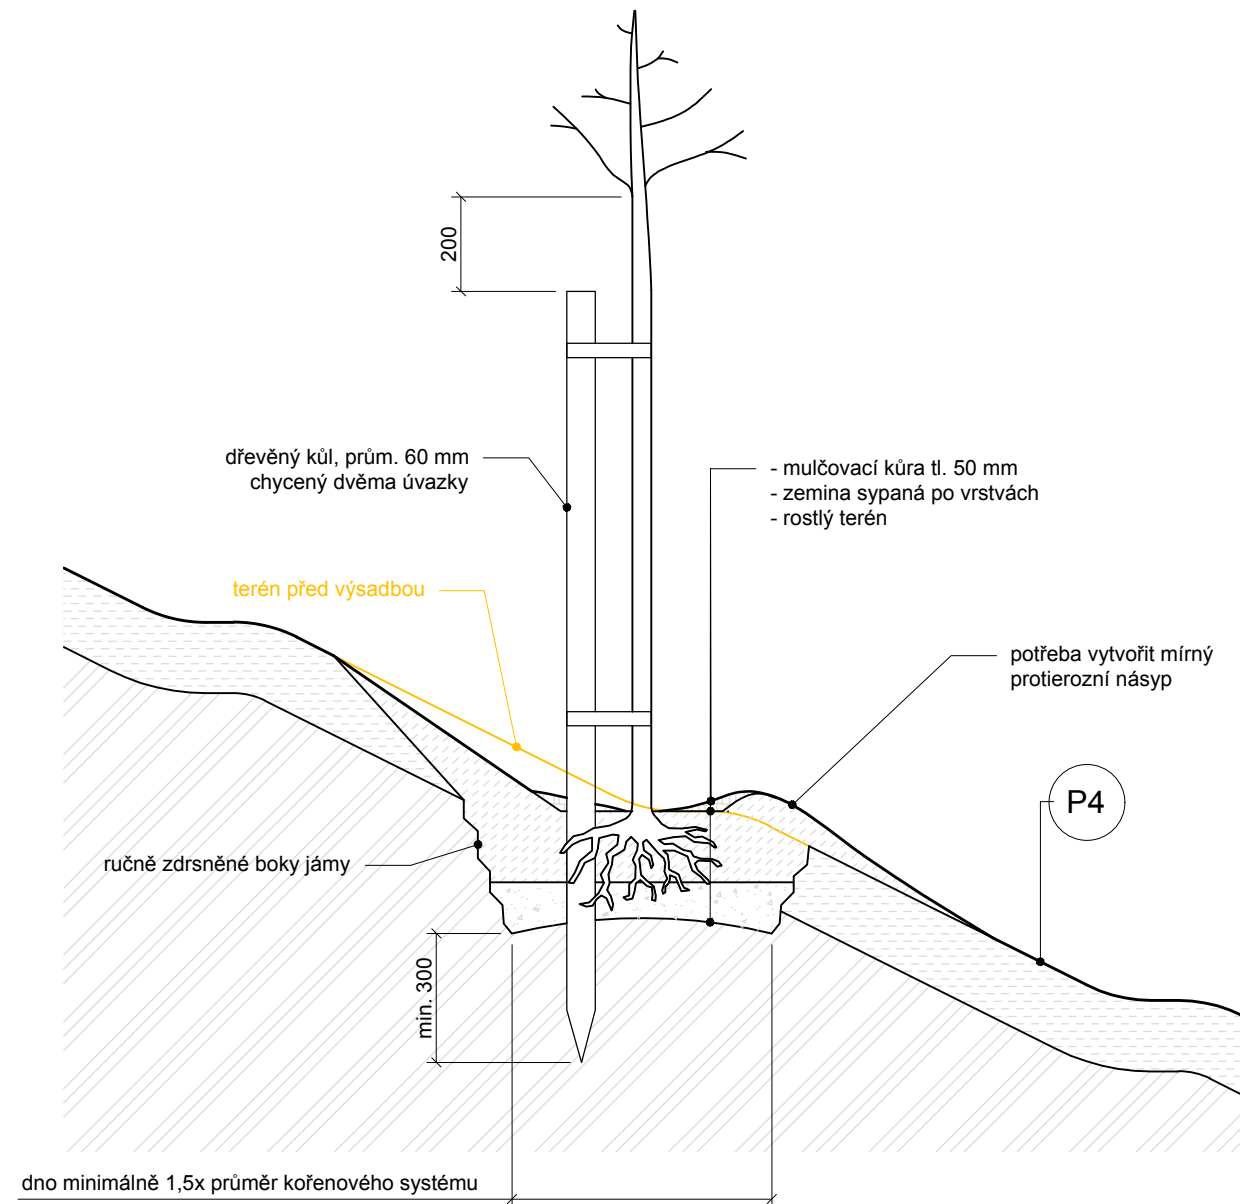 200
dřevěný kůl, prům. 60 mm
chycený dvěma úvazky
- mulčovací kůra tl. 50 mm
- zemina sypaná po vrstvách
- rostlý terén
terén před výsadbou
potřeba vytvořit mírný
protierozní násyp
P4
ručně zdrsněné boky jámy
min. 300
dno minimálně 1,5x průměr kořenového systému